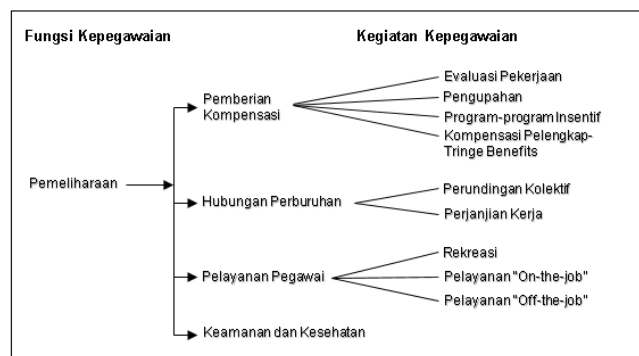 Fungsi Kepegawaian
Kegiatan Kepegawaian
Pemeliharaan
Pemberian
Kompensasi
Evaluasi Pekerjaan
Pengupahan
Program-program Insentif
Kompensasi Pelengkap-
Tringe Benefits
Hubungan Perburuhan
Perundingan Kolektif
Perjanjian Kerja
Pelayanan Pegawai
Rekreasi
Pelayanan "On-the-job"
Pelayanan "Off-the-job"
Keamanan dan Kesehatan